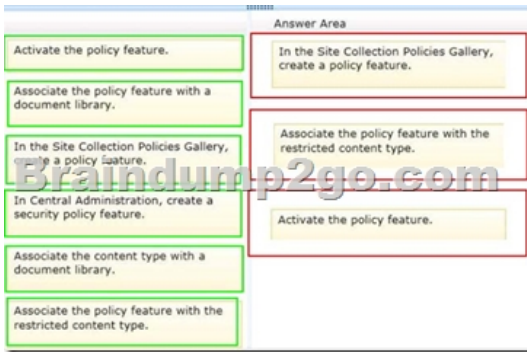 Answer Area
Activate the policy feature.
Associate the policy feature with a
document library.
In the Site Collection Policies Gallery,
create a policy feature.
In Central Administration, create a
security policy feature.
Associate the content type with a
document library.
Associate the policy feature with the
restricted content type.
In the Site Collection Policies Gallery,
create a policy feature.
Associate the policy feature with the
restricted content type.
Activate the policy feature.
Braindump2go.com